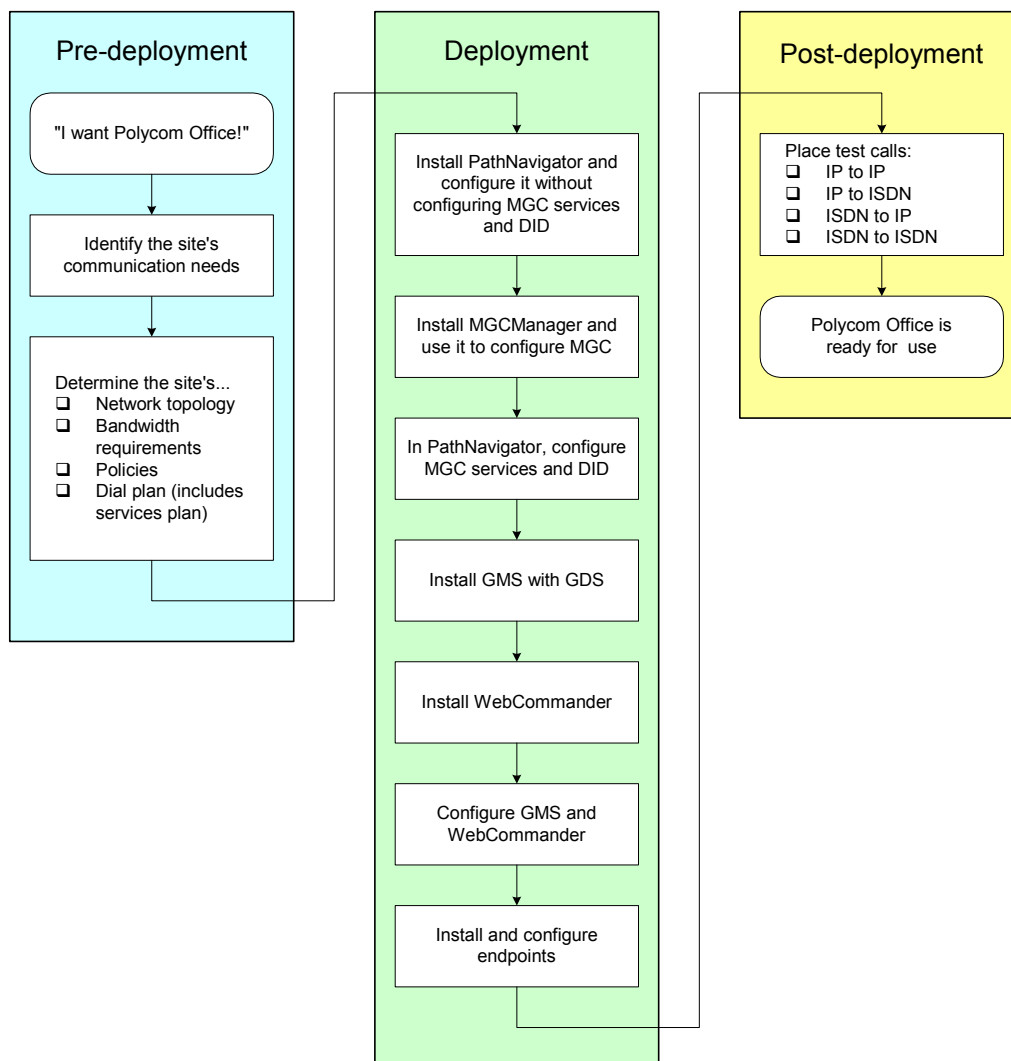 Pre-deployment
"I want Polycom Office!"
Identify the site's
communication needs
Determine the site's...
❑ Network topology
❑ Bandwidth
requirements
❑ Policies
❑ Dial plan (includes
services plan)
Deployment
Install PathNavigator and
configure it without
configuring MGC services
and DID
Install MGCManager and
use it to configure MGC
In PathNavigator, configure
MGC services and DID
Install GMS with GDS
Install WebCommander
Configure GMS and
WebCommander
Install and configure
endpoints
Post-deployment
Place test calls:
❑ IP to IP
❑ IP to ISDN
❑ ISDN to IP
❑ ISDN to ISDN
Polycom Office is
ready for use